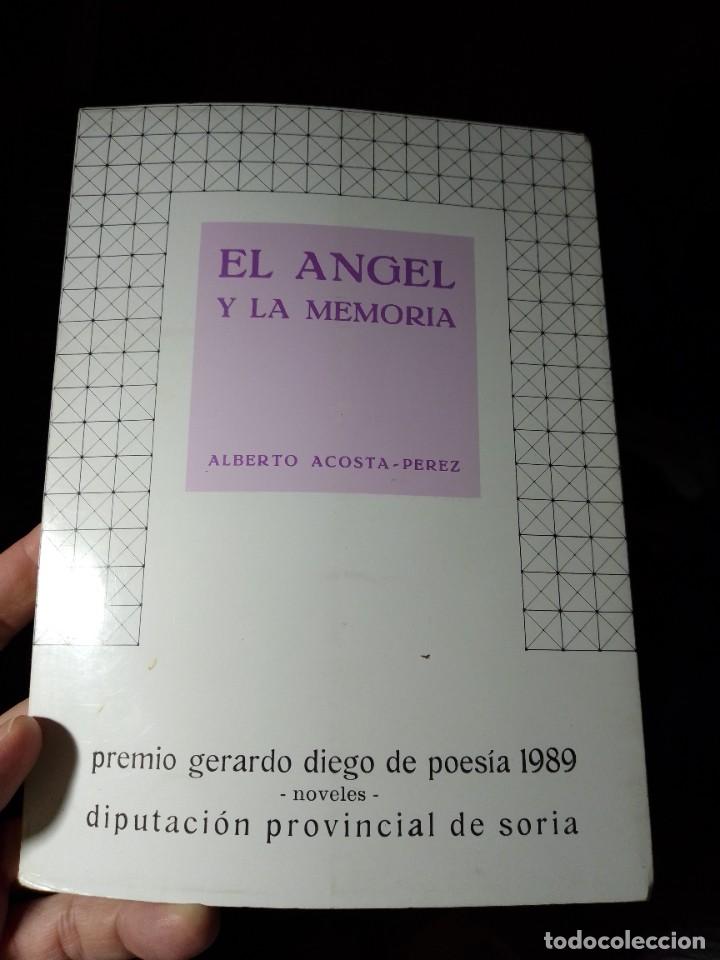 EL ANGEL
Y LA MEMORIA
ALBERTO ACOSTA-PEREZ
premio gerardo diego de poesía 1989
- noveles -
diputación provincial de soria
todocoleccion